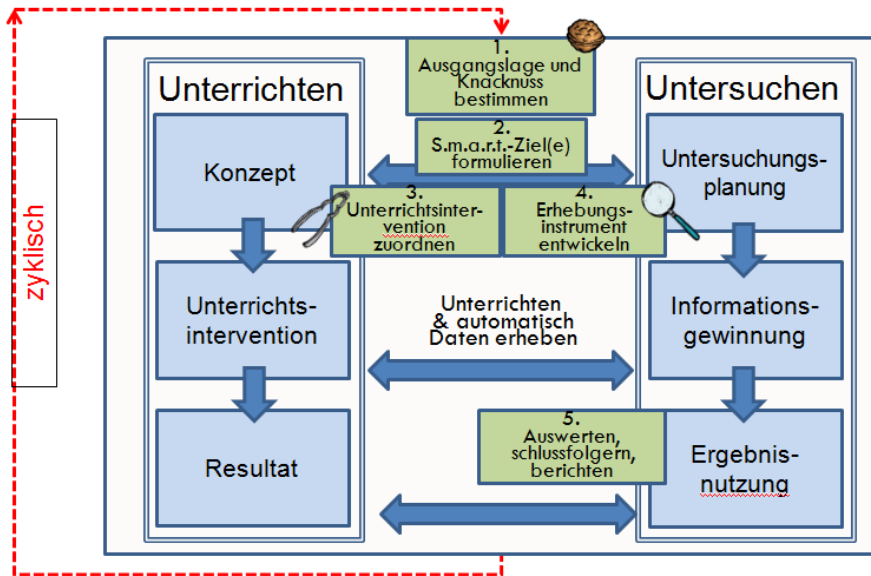 zyklisch
Unterrichten
Konzept
Unterrichts-
intervention
Resultat
1.
Ausgangslage und
Knacknuss
bestimmen
2.
S.m.a.r.t.-Ziel(e)
formulieren
3.
Unterrichtsinter-
vention
zuordnen
4.
Erhebungs-
instrument
entwickeln
Unterrichten
& automatisch
Daten erheben
5.
Auswerten,
schlussfolgern,
berichten
Untersuchen
Untersuchungs-
planung
Informations-
gewinnung
Ergebnis-
nutzung